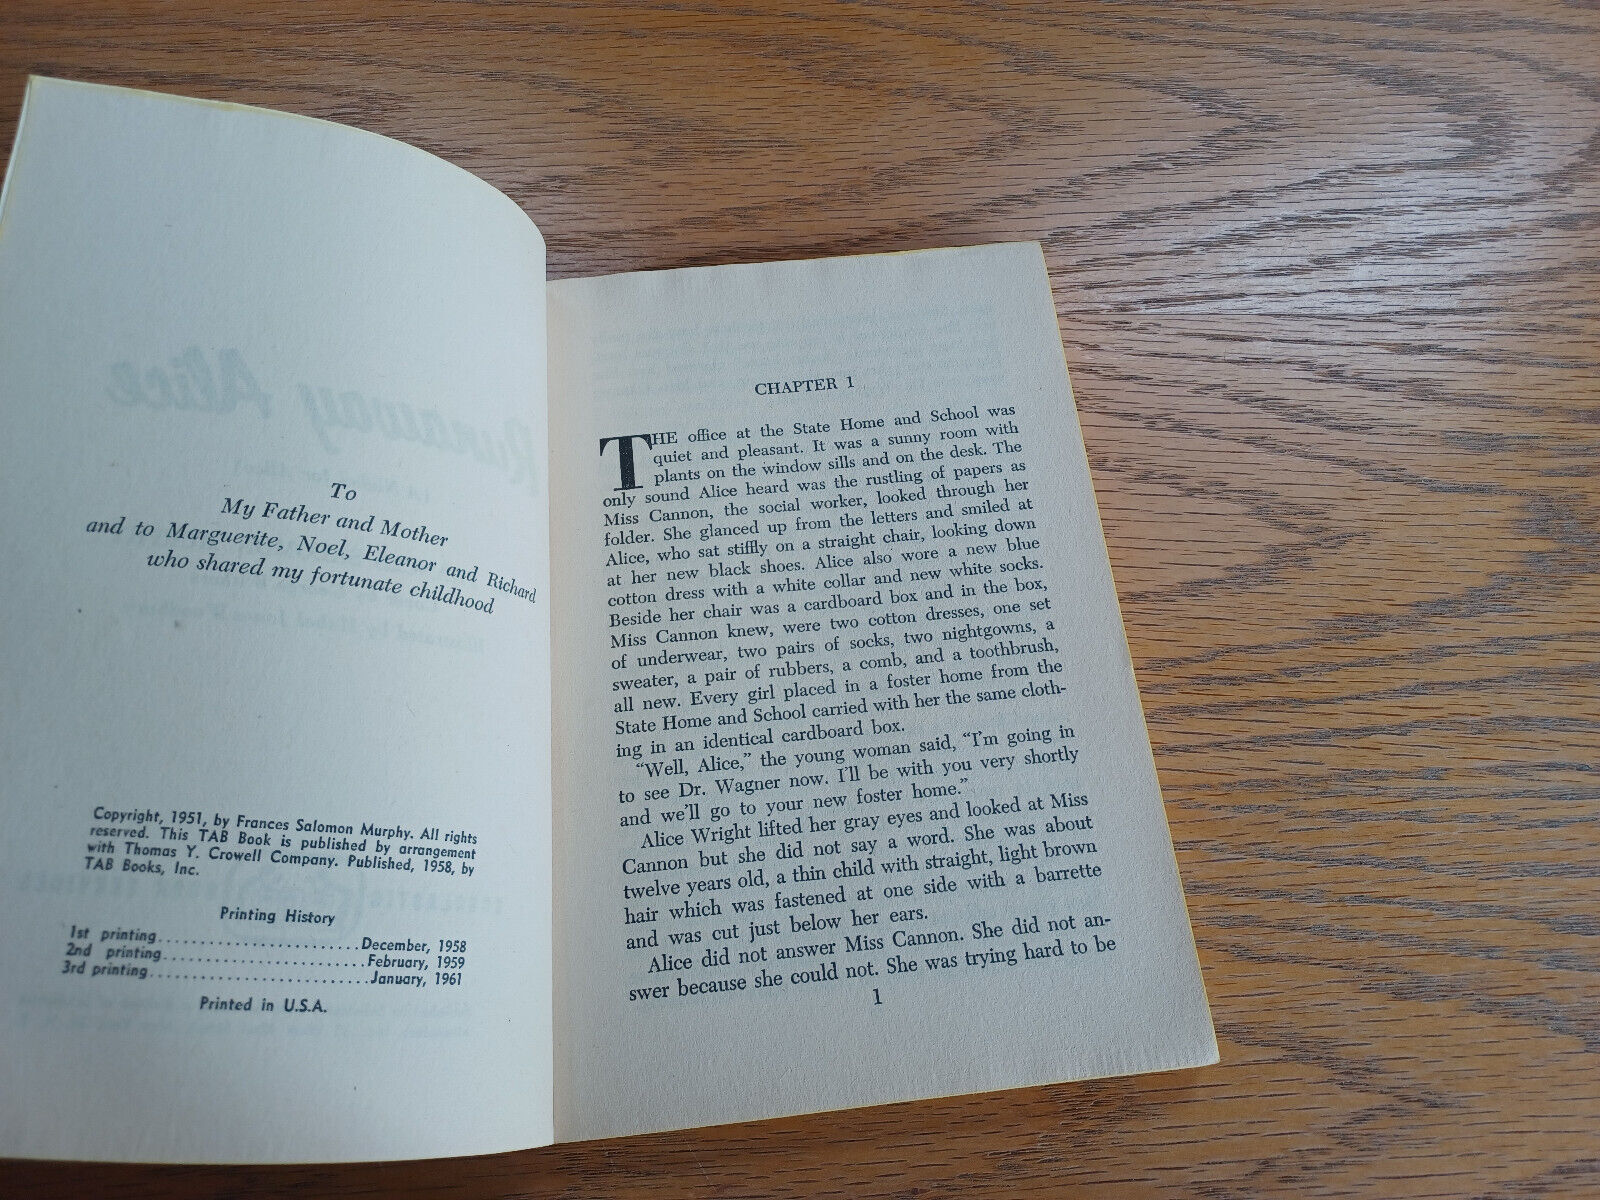 To
My Father and Mother
and to Marguerite, Noel, Eleanor and Richard
who shared my fortunate childhood
Copyright, 1951, by Frances Salomon Murphy. All rights
reserved. This TAB Book is published by arrangement
with Thomas Y. Crowell Company. Published, 1958, by
TAB Books, Inc.
Printing History
1st printing........................December, 1958
2nd printing........................February, 1959
3rd printing..........................January, 1961
Printed in U.S.A.
Runaway Alice
CHAPTER 1
THE office at the State Home and School was
quiet and pleasant. It was a sunny room with
plants on the window sills and on the desk. The
only sound Alice heard was the rustling of papers as
Miss Cannon, the social worker, looked through her
folder. She glanced up from the letters and smiled at
Alice, who sat stiffly on a straight chair, looking down
at her new black shoes. Alice also wore a new blue
cotton dress with a white collar and new white socks.
Beside her chair was a cardboard box and in the box,
Miss Cannon knew, were two cotton dresses, one set
of underwear, two pairs of socks, two nightgowns, a
sweater, a pair of rubbers, a comb, and a toothbrush,
all new. Every girl placed in a foster home from the
State Home and School carried with her the same cloth-
ing in an identical cardboard box.
"Well, Alice," the young woman said, "I'm going in
to see Dr. Wagner now. I'll be with you very shortly
and we'll go to your new foster home."
Alice Wright lifted her gray eyes and looked at Miss
Cannon but she did not say a word. She was about
twelve years old, a thin child with straight, light brown
hair which was fastened at one side with a barrette
and was cut just below her ears.
Alice did not answer Miss Cannon. She did not an-
swer because she could not. She was trying hard to be
1